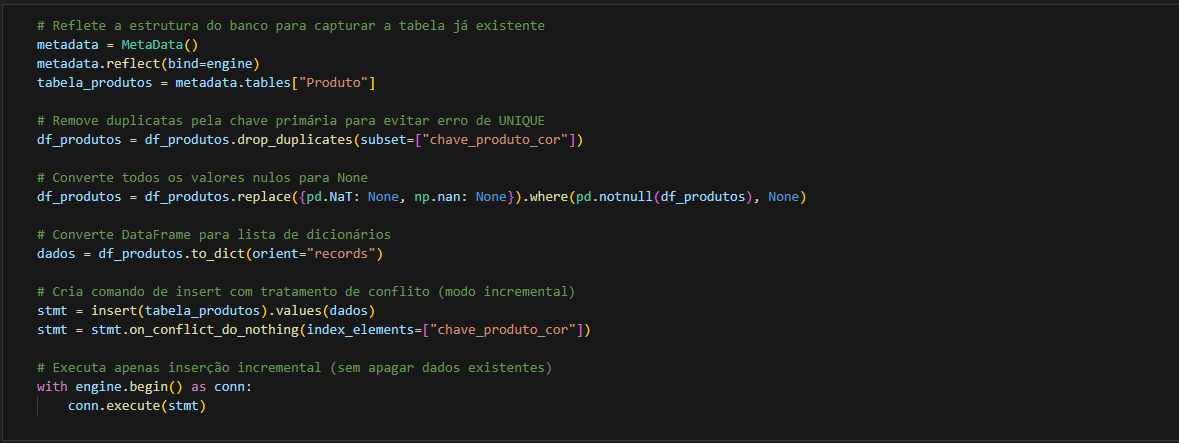 # Reflete a estrutura do banco para capturar a tabela já existente
metadata = MetaData()
metadata.reflect(bind=engine)
tabela_produtos = metadata.tables["Produto"]
# Remove duplicatas pela chave primária para evitar erro de UNIQUE
df_produtos = df_produtos.drop_duplicates(subset=["chave_produto_cor"])
# Converte todos os valores nulos para None
df_produtos = df_produtos.replace({pd.NaT: None, np.nan: None}).where(pd.notnull(df_produtos), None)
# Converte DataFrame para lista de dicionários
dados = df_produtos.to_dict(orient="records")
# Cria comando de insert com tratamento de conflito (modo incremental)
stmt = insert(tabela_produtos).values(dados)
stmt = stmt.on_conflict_do_nothing(index_elements=["chave_produto_cor"])
# Executa apenas inserção incremental (sem apagar dados existentes)
with engine.begin() as conn:
    conn.execute(stmt)